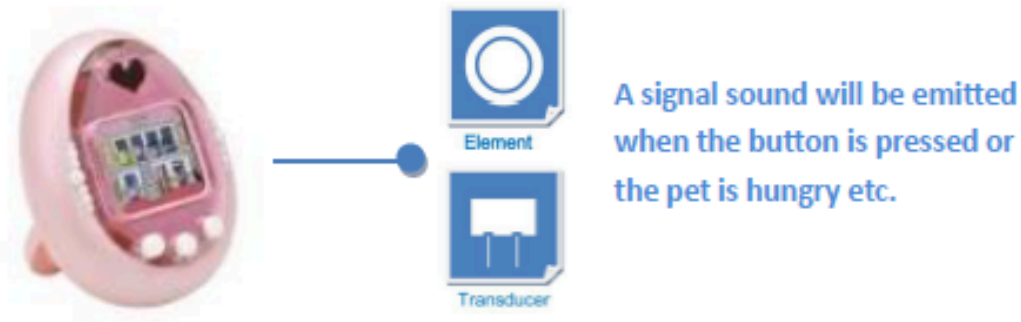 Element
Transducer
A signal sound will be emitted
when the button is pressed or
the pet is hungry etc.